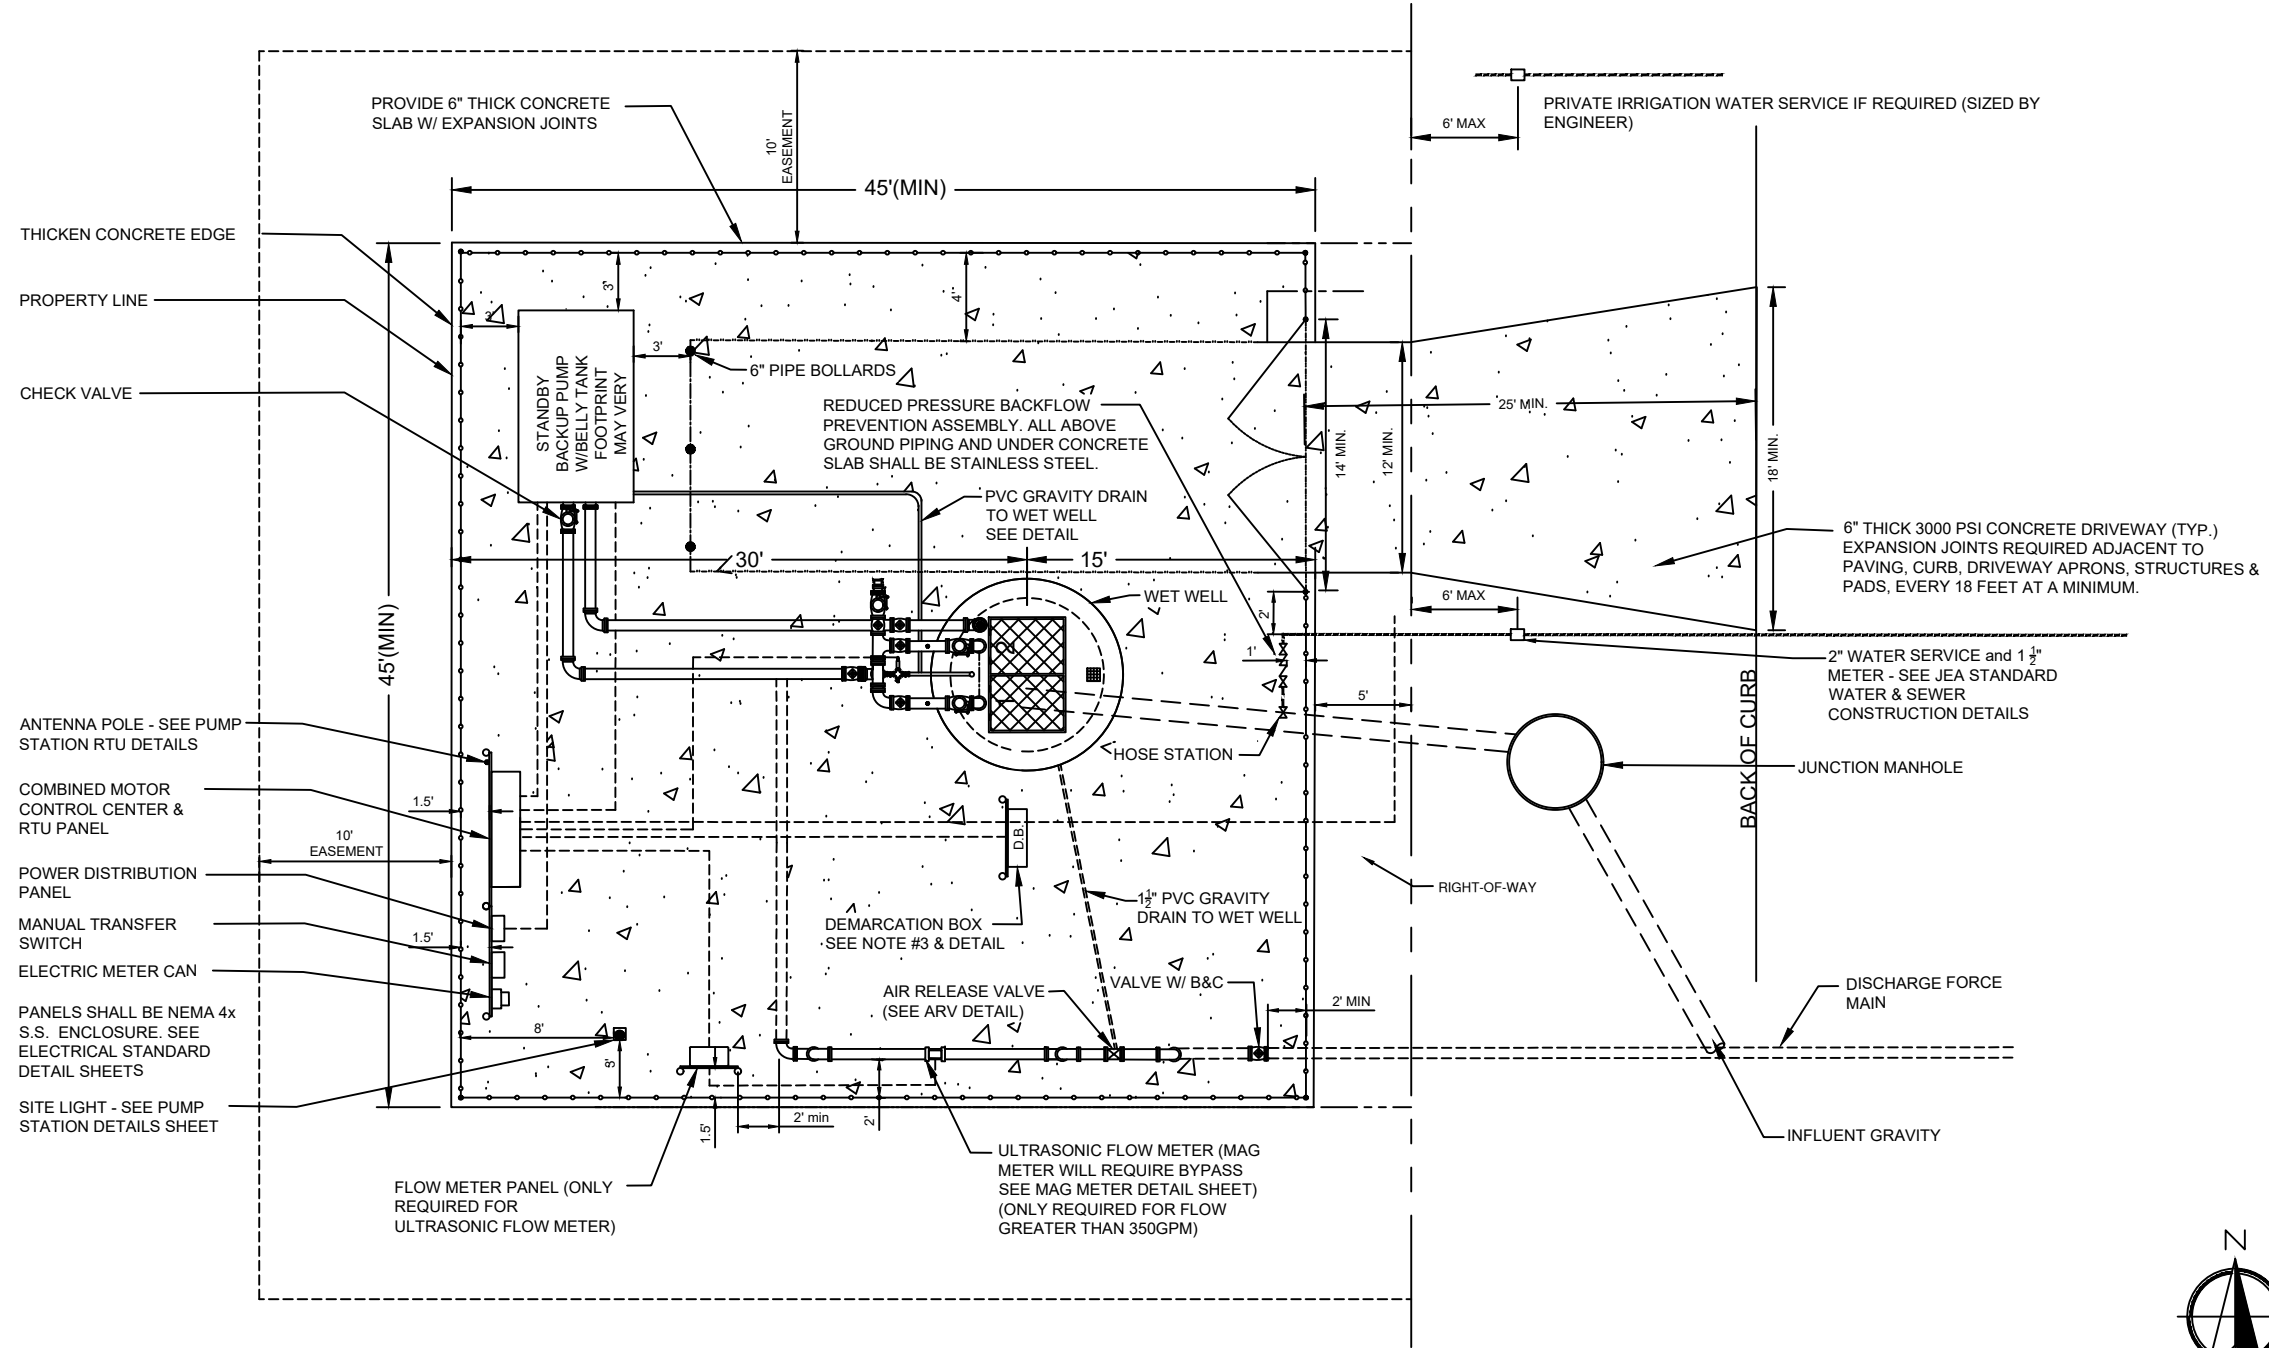 10'
EASEMENT
PROVIDE 6" THICK CONCRETE
SLAB W/ EXPANSION JOINTS
PRIVATE IRRIGATION WATER SERVICE IF REQUIRED (SIZED BY
ENGINEER)
6' MAX
45'(MIN)
THICKEN CONCRETE EDGE
PROPERTY LINE
CHECK VALVE
3'
4'
3'
3'
STANDBY
BACKUP PUMP
W/BELLY TANK
FOOTPRINT
MAY VERY
6" PIPE BOLLARDS
REDUCED PRESSURE BACKFLOW
PREVENTION ASSEMBLY. ALL ABOVE
GROUND PIPING AND UNDER CONCRETE
SLAB SHALL BE STAINLESS STEEL.
14' MIN.
12' MIN.
25' MIN.
18' MIN.
PVC GRAVITY DRAIN
TO WET WELL
SEE DETAIL
6" THICK 3000 PSI CONCRETE DRIVEWAY (TYP.)
EXPANSION JOINTS REQUIRED ADJACENT TO
PAVING, CURB, DRIVEWAY APRONS, STRUCTURES &
PADS, EVERY 18 FEET AT A MINIMUM.
30'
15'
45'(MIN)
WET WELL
2'
6' MAX
1'
2" WATER SERVICE and 1 1/2"
METER - SEE JEA STANDARD
WATER & SEWER
CONSTRUCTION DETAILS
5'
BACK OF CURB
ANTENNA POLE - SEE PUMP
STATION RTU DETAILS
HOSE STATION
JUNCTION MANHOLE
COMBINED MOTOR
CONTROL CENTER &
RTU PANEL
1.5'
10'
EASEMENT
D.B.
POWER DISTRIBUTION
PANEL
RIGHT-OF-WAY
1 1/2" PVC GRAVITY
DRAIN TO WET WELL
MANUAL TRANSFER
SWITCH
1.5'
DEMARCATION BOX
SEE NOTE #3 & DETAIL
ELECTRIC METER CAN
VALVE W/ B&C
AIR RELEASE VALVE
(SEE ARV DETAIL)
2' MIN
DISCHARGE FORCE
MAIN
PANELS SHALL BE NEMA 4x
S.S. ENCLOSURE. SEE
ELECTRICAL STANDARD
DETAIL SHEETS
8'
SITE LIGHT - SEE PUMP
STATION DETAILS SHEET
1.5'
2' min
2'
INFLUENT GRAVITY
FLOW METER PANEL (ONLY
REQUIRED FOR
ULTRASONIC FLOW METER)
ULTRASONIC FLOW METER (MAG
METER WILL REQUIRE BYPASS
SEE MAG METER DETAIL SHEET)
(ONLY REQUIRED FOR FLOW
GREATER THAN 350GPM)
N